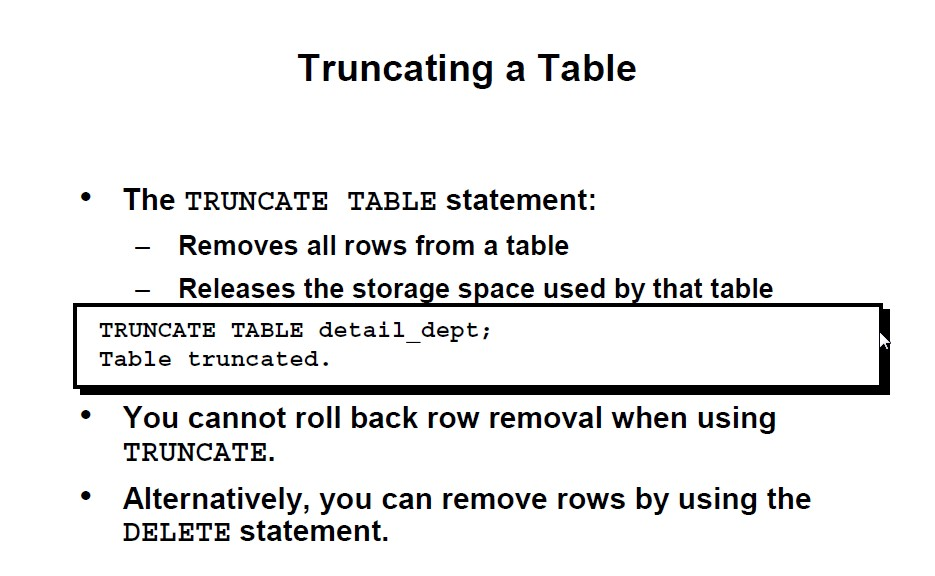 Truncating a Table
• The TRUNCATE TABLE statement:
– Removes all rows from a table
– Releases the storage space used by that table
TRUNCATE TABLE detail_dept;
Table truncated.
• You cannot roll back row removal when using
TRUNCATE.
• Alternatively, you can remove rows by using the
DELETE statement.